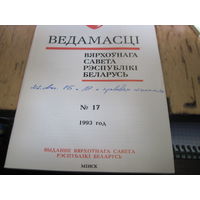 ВЕДАМАСЦІ
ВЯРХОЎНАГА
САВЕТА
РЭСПУБЛІКІ
БЕЛАРУСЬ
№ 17
1993 год
ВЫДАННЕ ВЯРХОЎНАГА САВЕТА
РЭСПУБЛІКІ БЕЛАРУСЬ
МІНСК